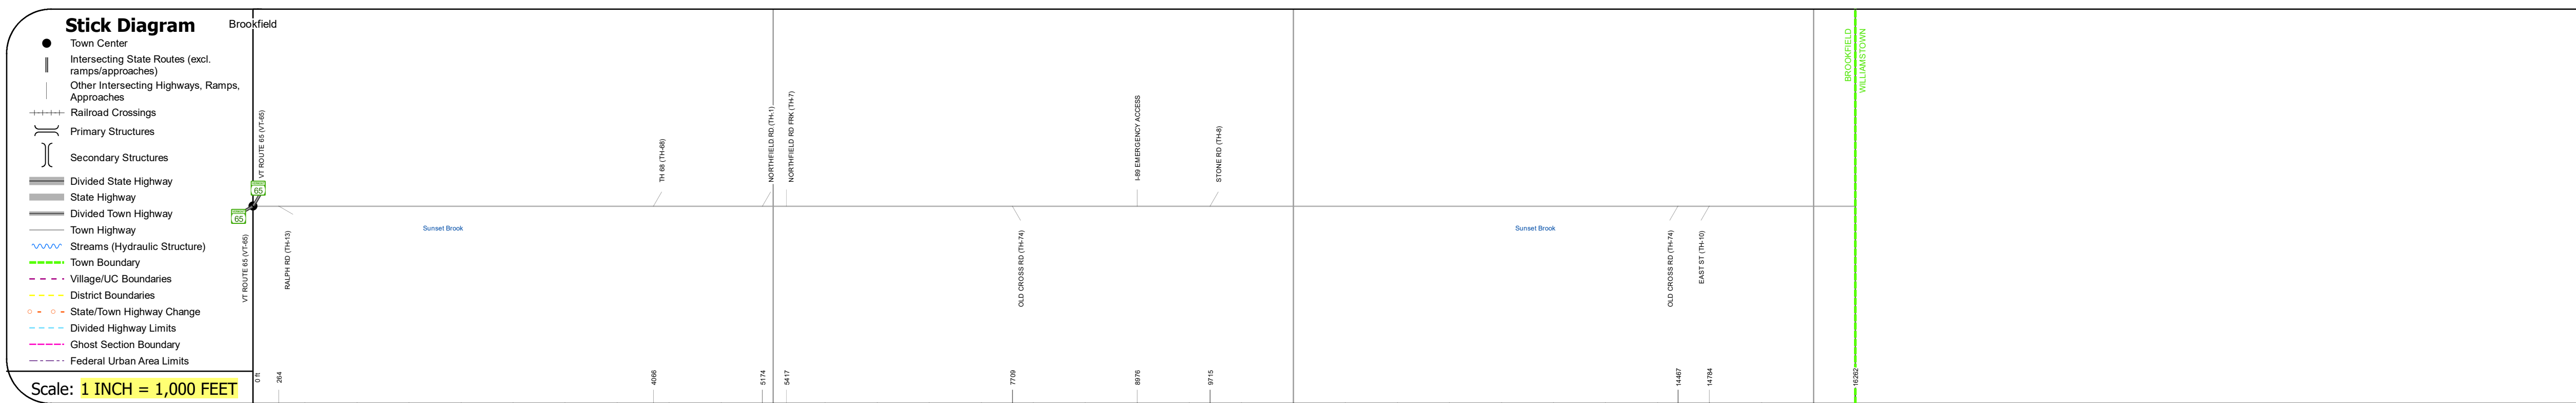 Stick Diagram
Town Center
Intersecting State Routes (excl.
ramps/approaches)
Other Intersecting Highways, Ramps,
Approaches
Railroad Crossings
Primary Structures
Secondary Structures
Divided State Highway
State Highway
Divided Town Highway
Town Highway
Streams (Hydraulic Structure)
Town Boundary
Village/UC Boundaries
District Boundaries
State/Town Highway Change
Divided Highway Limits
Ghost Section Boundary
Federal Urban Area Limits
Scale: 1 INCH = 1,000 FEET
Brookfield
VT ROUTE 65 (VT-65)
65
65
VT ROUTE 65 (VT-65)
RALPH RD (TH-13)
Sunset Brook
TH 68 (TH-68)
NORTHFIELD RD (TH-1)
NORTHFIELD RD FRK (TH-7)
OLD CROSS RD (TH-74)
I-89 EMERGENCY ACCESS
STONE RD (TH-8)
Sunset Brook
OLD CROSS RD (TH-74)
EAST ST (TH-10)
BROOKFIELD
WILLIAMSTOWN
0 ft
264
4066
5174
5417
7709
8976
9715
14467
14784
16262